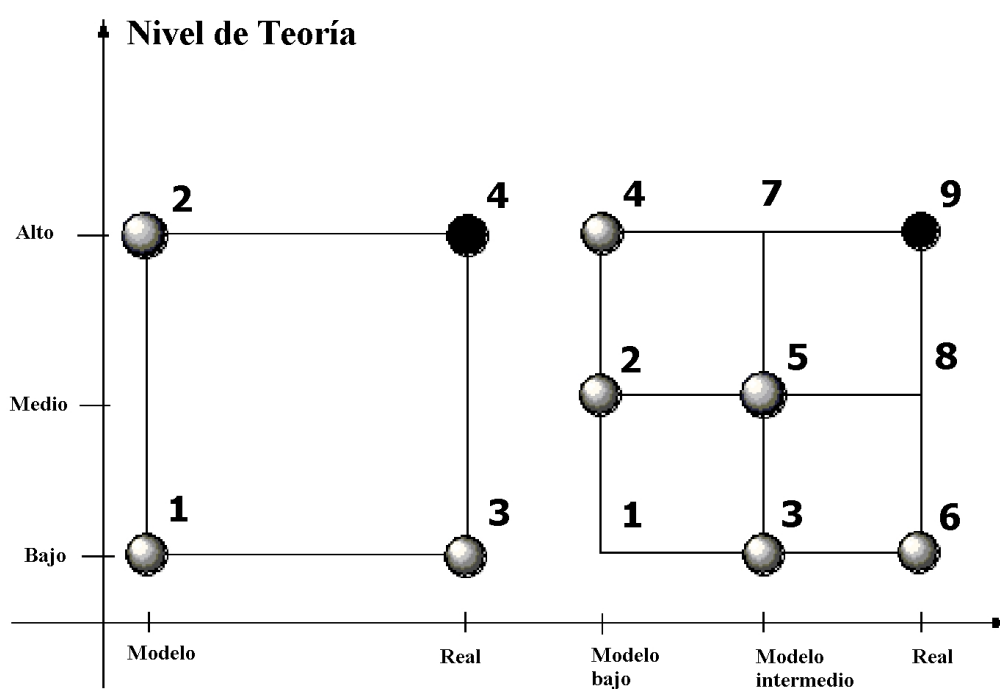 Nivel de Teoría
2
4
4
7
9
Alto
2
5
8
Medio
1
3
1
3
6
Bajo
Modelo
Real
Modelo
bajo
Modelo
intermedio
Real